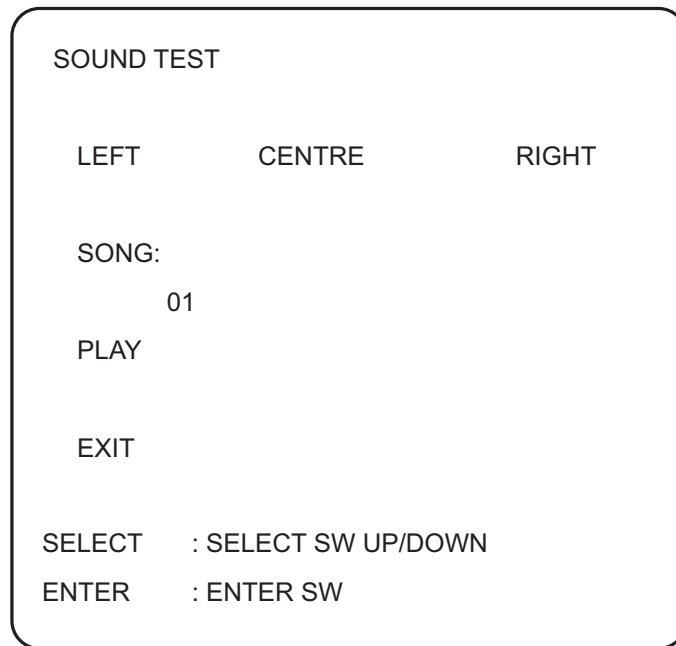 SOUND TEST
LEFT CENTRE RIGHT
SONG:
01
PLAY
EXIT
SELECT : SELECT SW UP/DOWN
ENTER : ENTER SW